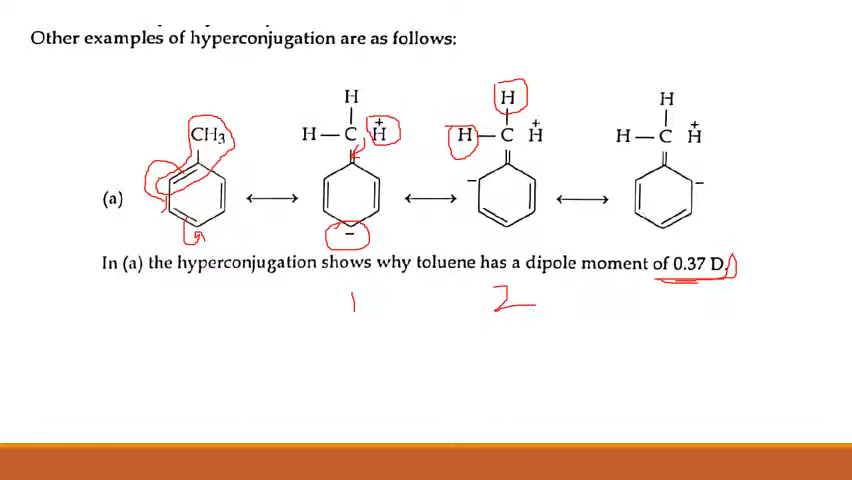 Other examples of hyperconjugation are as follows:
H
H
H
CH₃
H—C
+
H
H—C
+
H
H—C
+
H
(a)
−
−
−
In (a) the hyperconjugation shows why toluene has a dipole moment of 0.37 D.
1
2